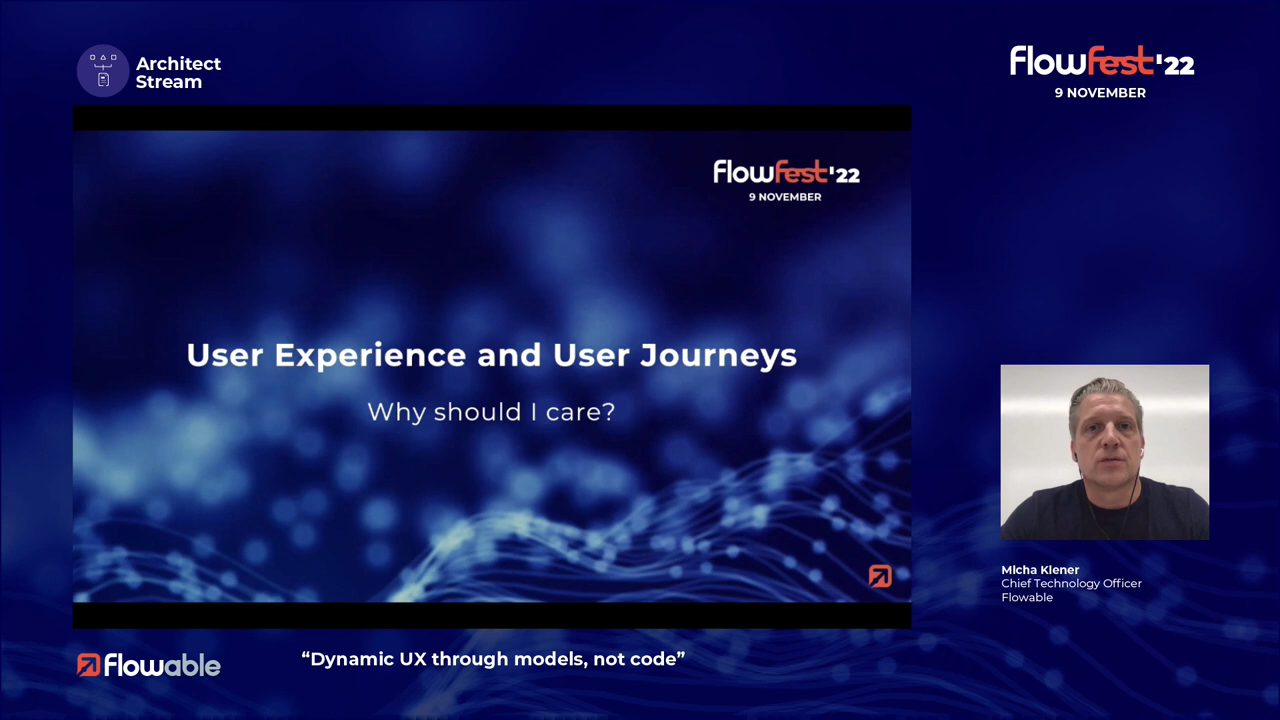 Architect
Stream
flowfest'22
9 NOVEMBER
flowfest'22
9 NOVEMBER
User Experience and User Journeys
Why should I care?
MIcha KIener
Chief Technology Officer
Flowable
flowable
“Dynamic UX through models, not code”